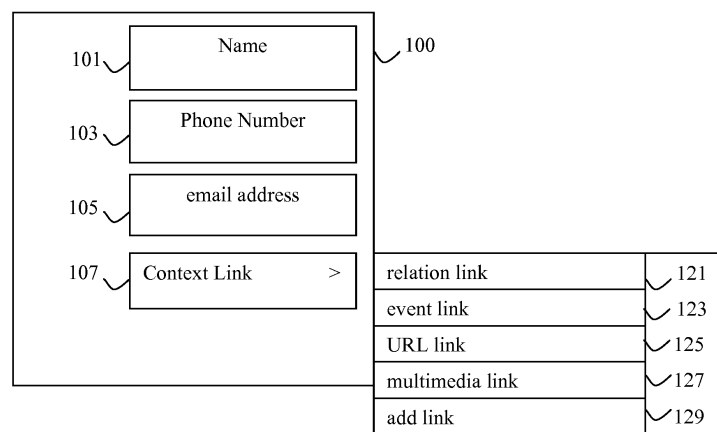 Name
101
100
Phone Number
103
email address
105
Context Link >
107
relation link
121
event link
123
URL link
125
multimedia link
127
add link
129